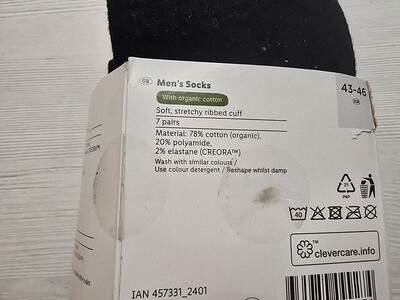 GB Men's Socks
43-46
With organic cotton
GB
Soft, stretchy ribbed cuff
7 pairs
Material: 78% cotton (organic),
20% polyamide,
2% elastane (CREORA™)
Wash with similar colours /
Use colour detergent / Reshape whilst damp
21
PAP
40
™
clevercare.info
IAN 457331_2401